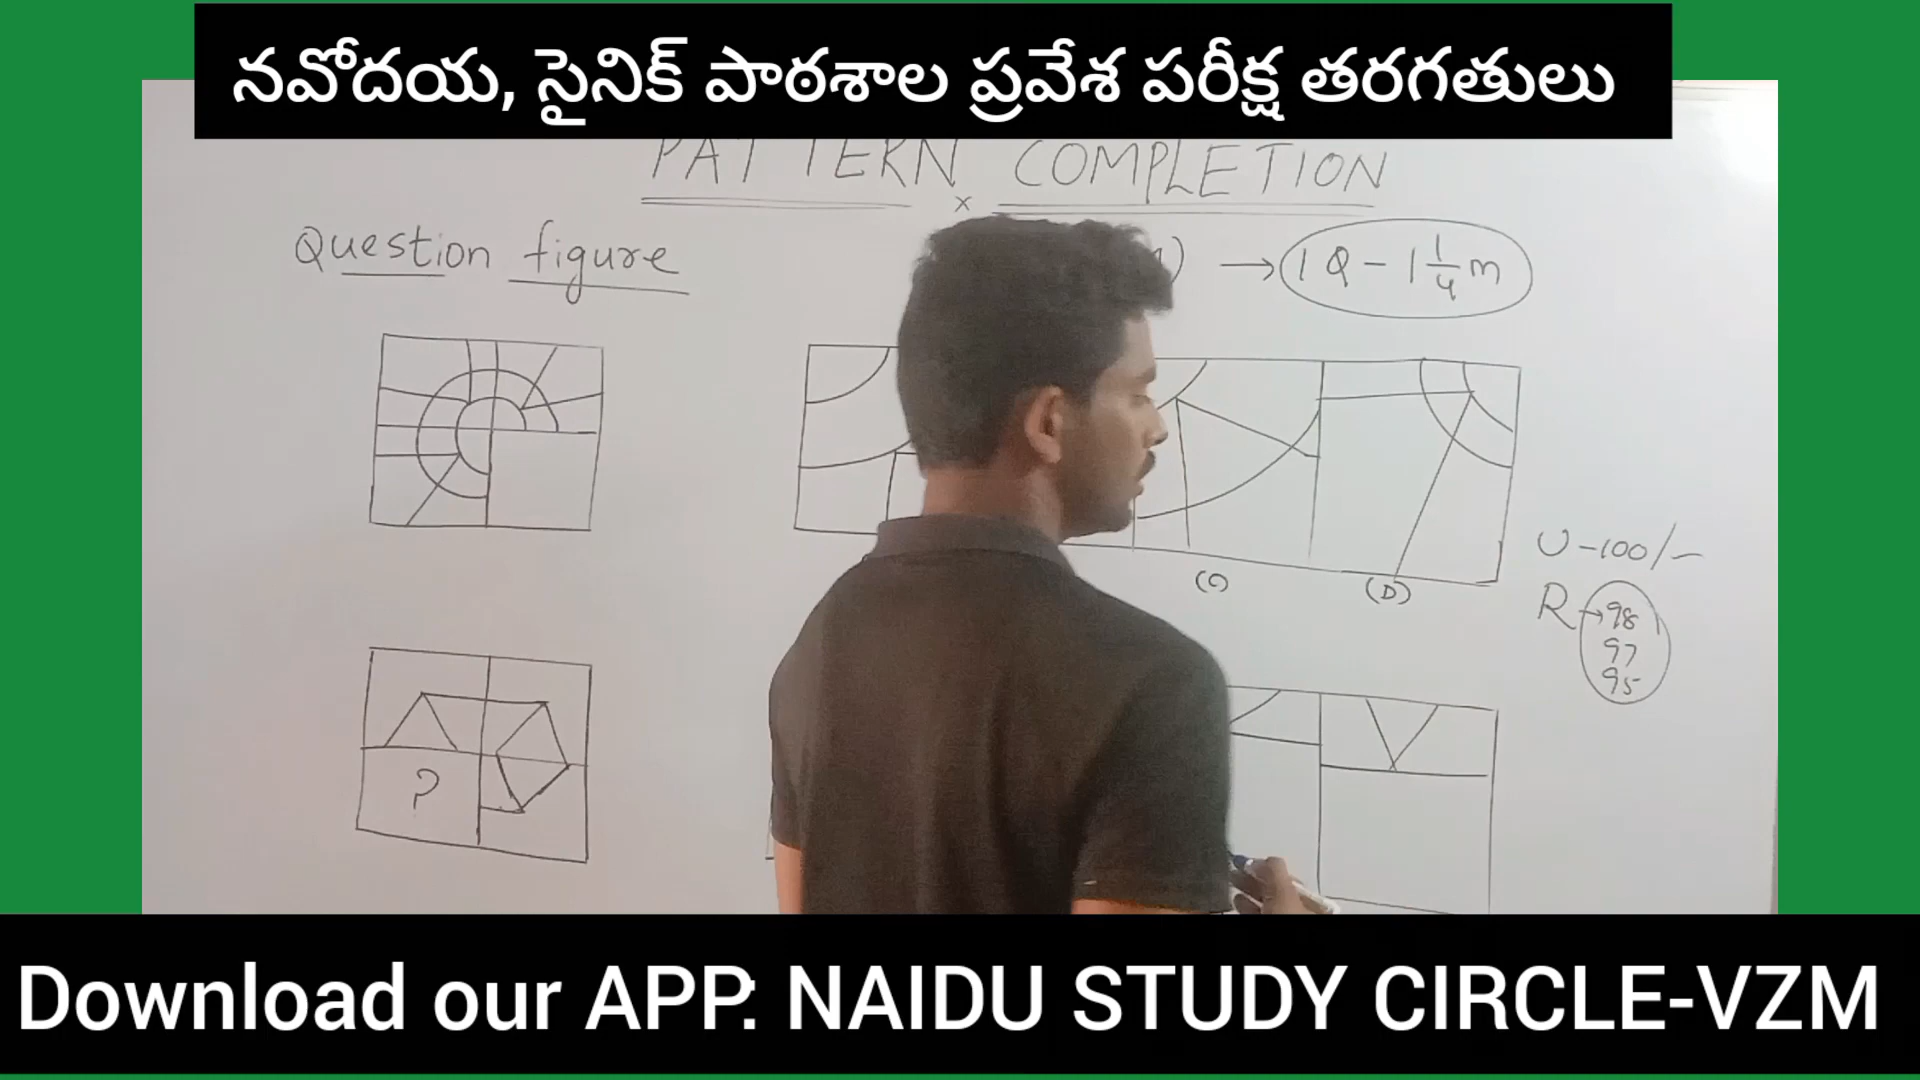 నవోదయ, సైనిక్ పాఠశాల ప్రవేశ పరీక్ష తరగతులు
PATTERN COMPLETION
x
Question figure
) → 1 Q - 1 1/4 m
(C)
(D)
U - 100/-
R → 98
97
95
?
Download our APP: NAIDU STUDY CIRCLE-VZM